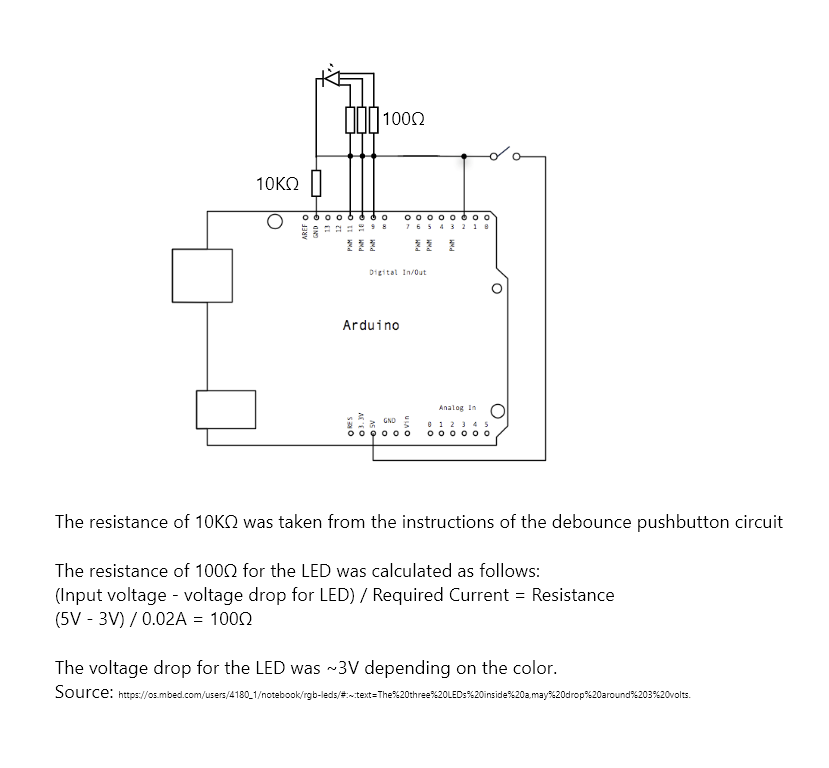 100Ω
10KΩ
AREF
GND
13
12
11
10
9
8
7
6
5
4
3
2
1
0
PWM
PWM
PWM
PWM
PWM
PWM
Digital In/Out
Arduino
Analog In
RES
3.3V
5V
GND
Vin
0 1 2 3 4 5
The resistance of 10KΩ was taken from the instructions of the debounce pushbutton circuit
The resistance of 100Ω for the LED was calculated as follows:
(Input voltage - voltage drop for LED) / Required Current = Resistance
(5V - 3V) / 0.02A = 100Ω
The voltage drop for the LED was ~3V depending on the color.
Source: https://os.mbed.com/users/4180_1/notebook/rgb-leds/#:~:text=The%20three%20LEDs%20inside%20a,may%20drop%20around%203%20volts.